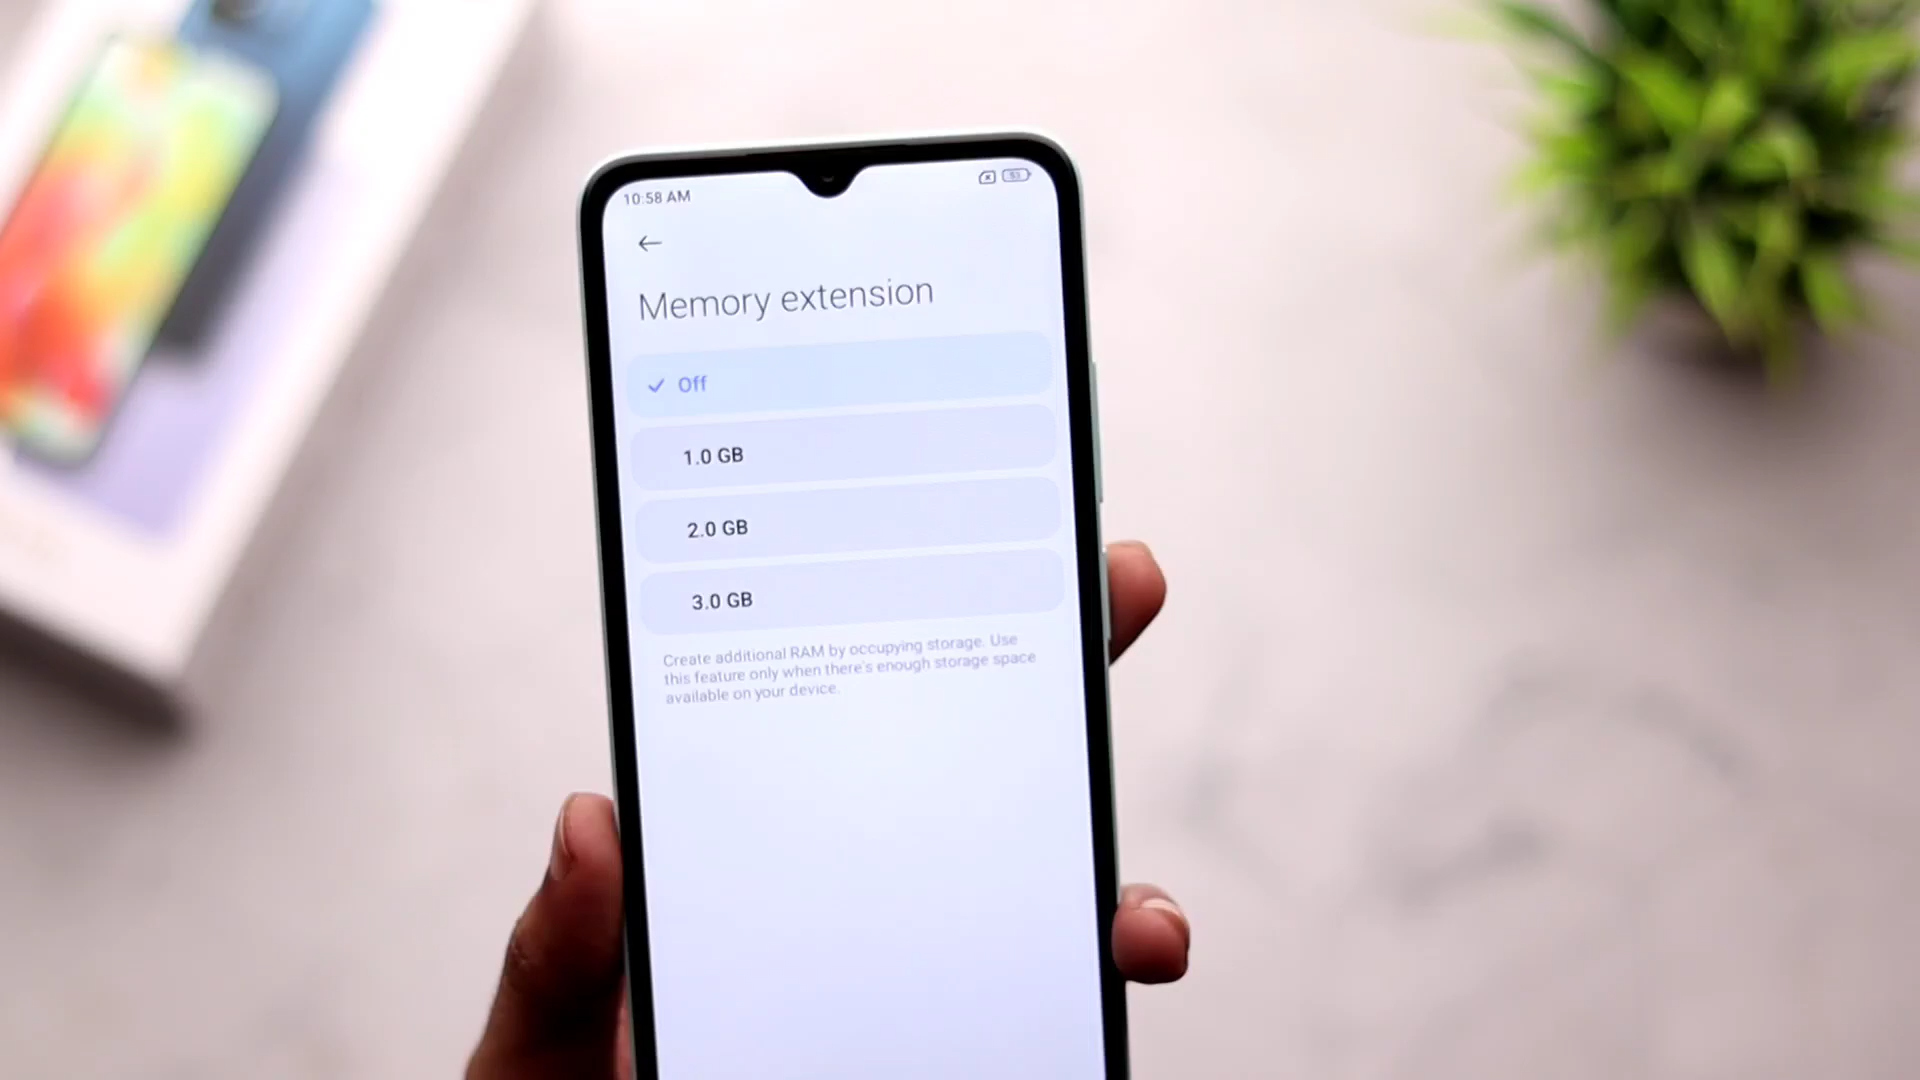 10:58 AM
Memory extension
Off
1.0 GB
2.0 GB
3.0 GB
Create additional RAM by occupying storage. Use
this feature only when there's enough storage space
available on your device.